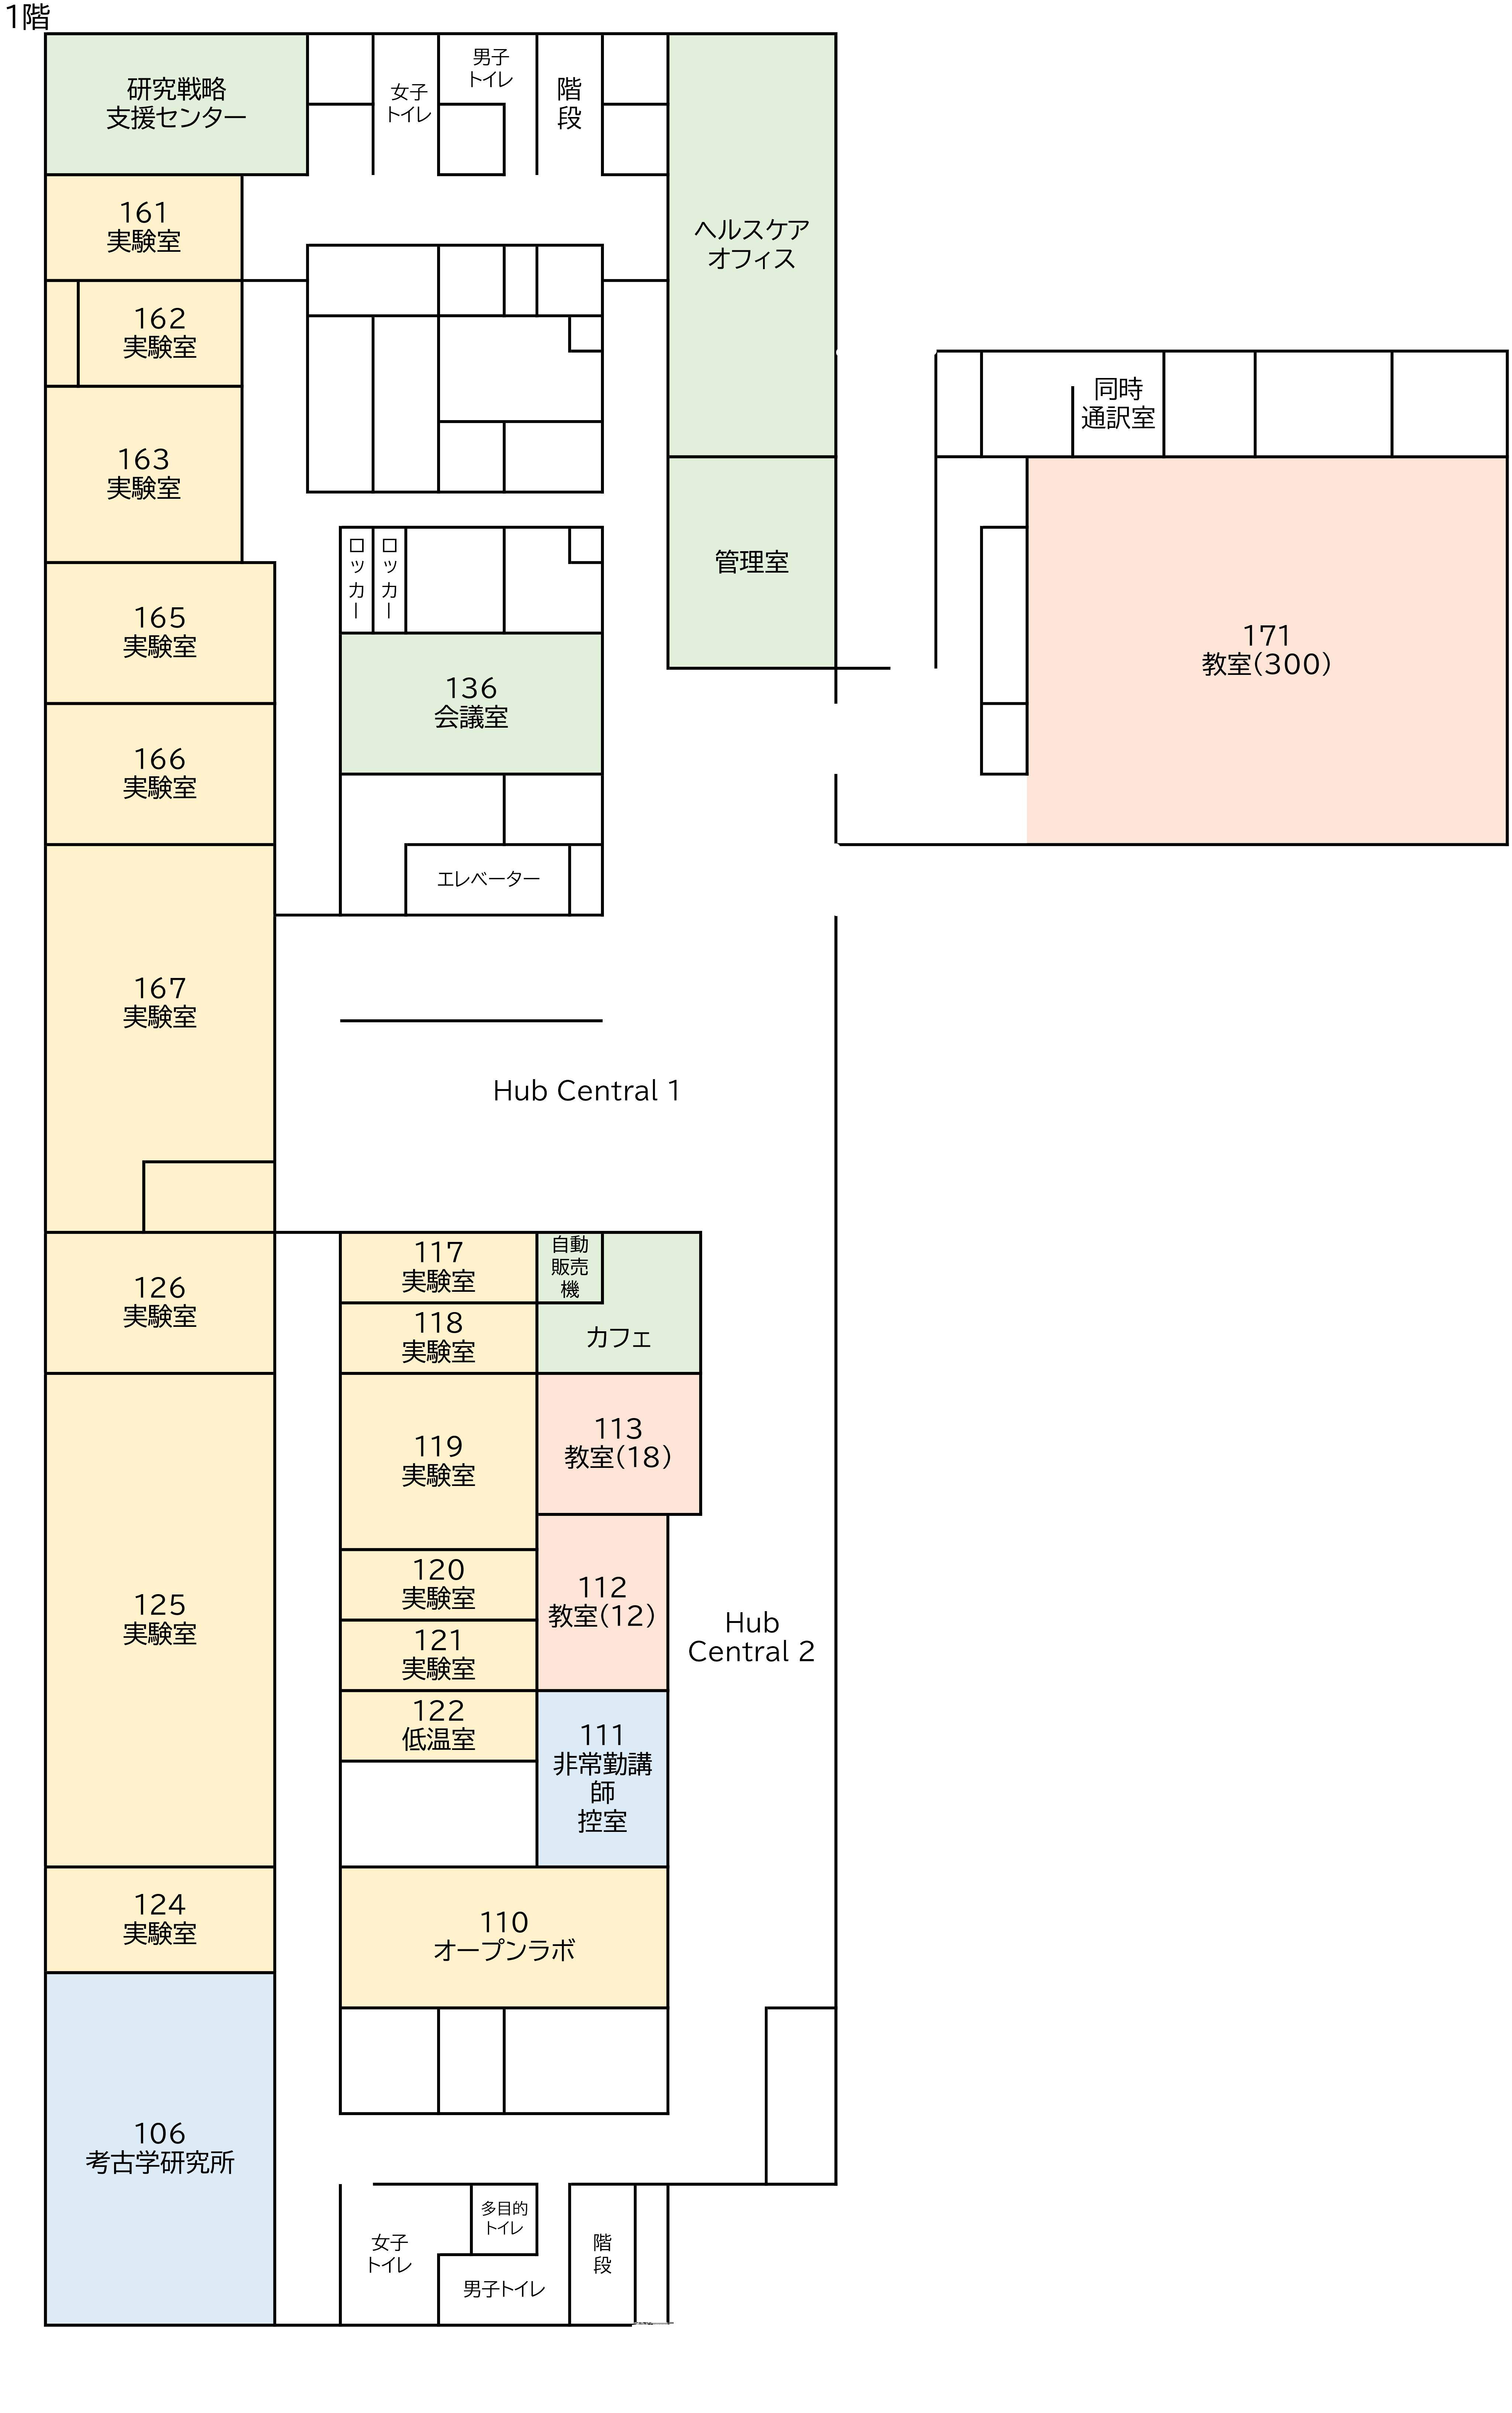 1階
研究戦略
支援センター
女子
トイレ
男子
トイレ
階
段
ヘルスケア
オフィス
161
実験室
162
実験室
163
実験室
同時
通訳室
ロッカー
ロッカー
管理室
165
実験室
136
会議室
171
教室(300)
166
実験室
エレベーター
167
実験室
Hub Central 1
117
実験室
自動
販売
機
126
実験室
118
実験室
カフェ
119
実験室
113
教室(18)
125
実験室
120
実験室
112
教室(12)
121
実験室
Hub
Central 2
122
低温室
111
非常勤講
師
控室
124
実験室
110
オープンラボ
106
考古学研究所
女子
トイレ
多目的
トイレ
男子トイレ
階
段